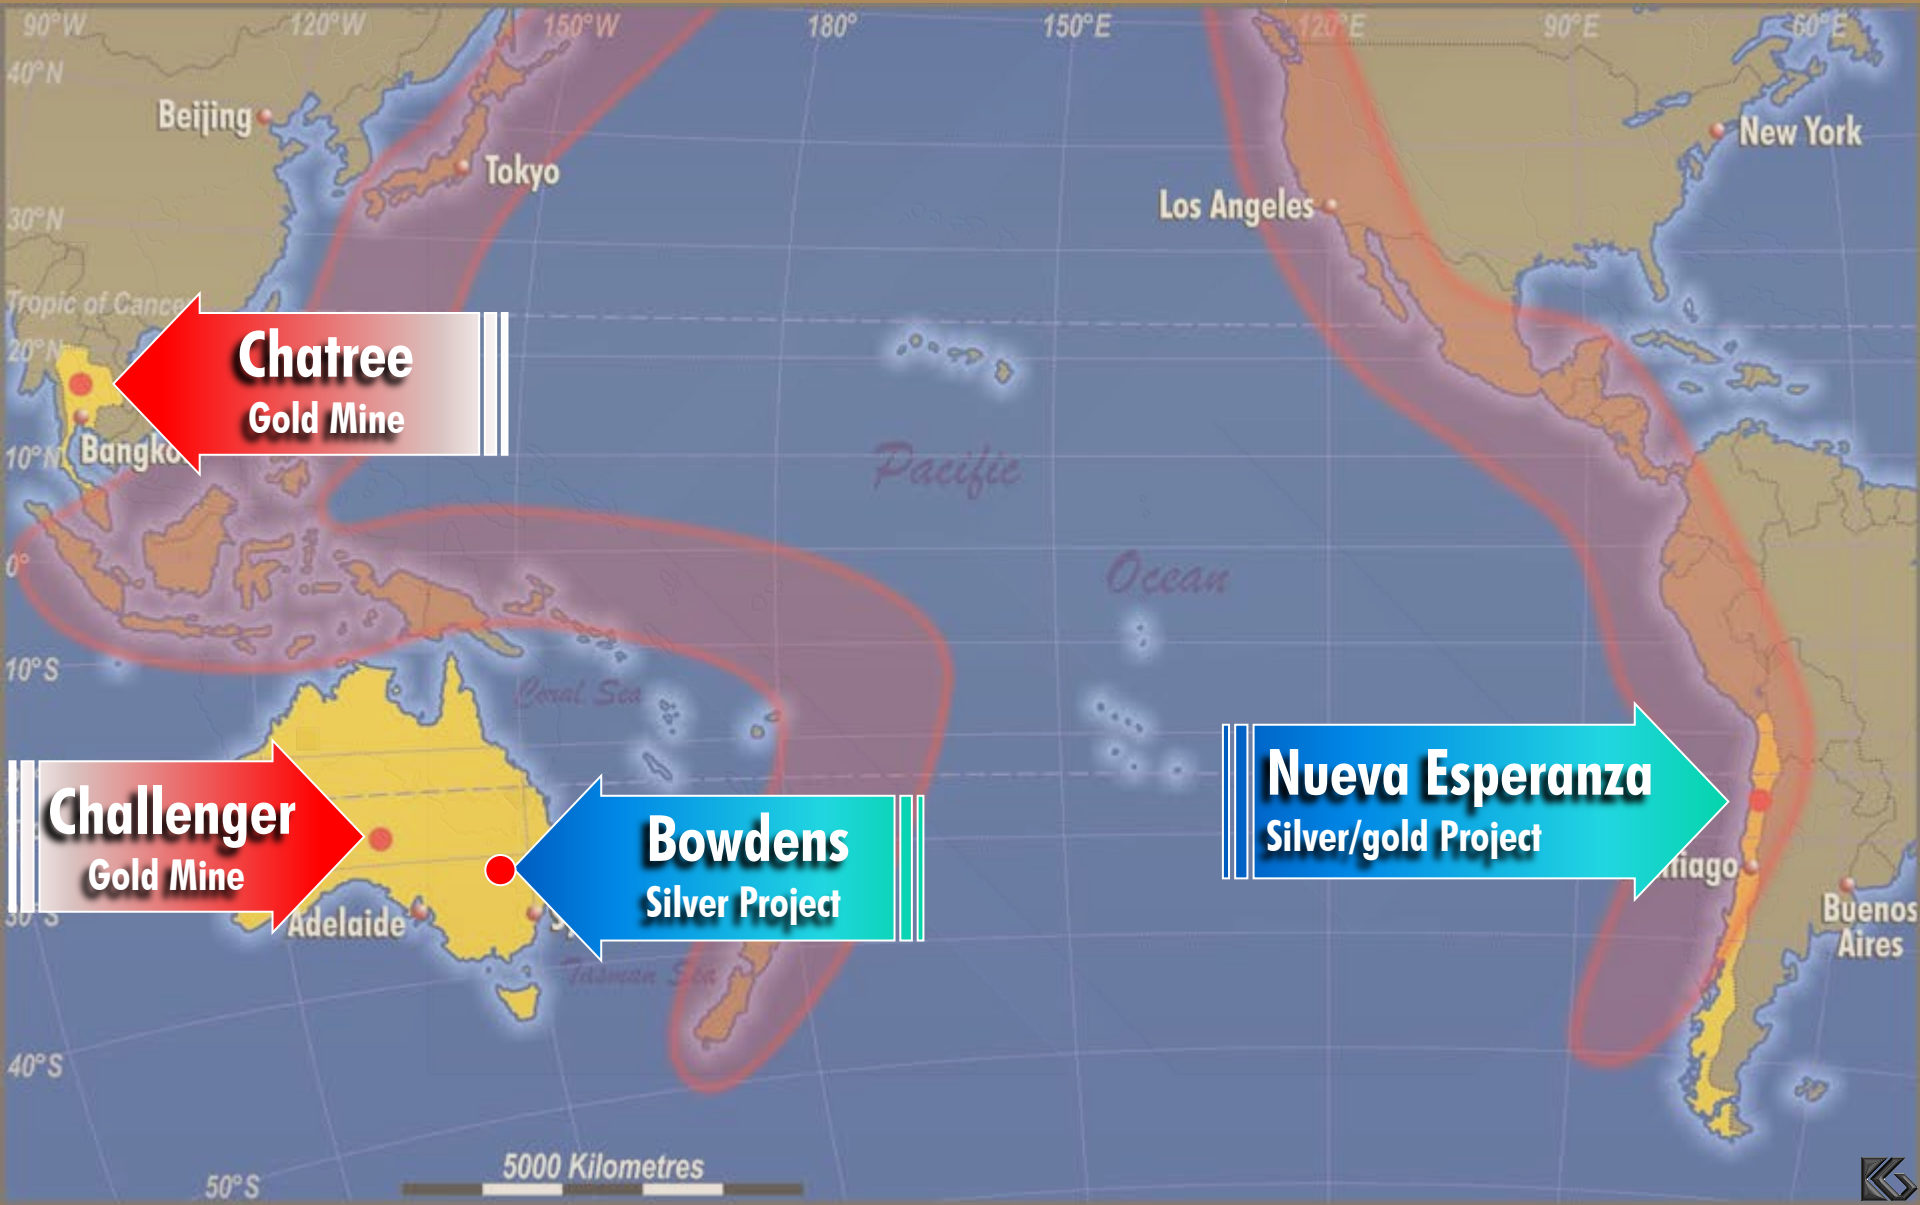 90°W
120°W
150°W
180°
150°E
120°E
90°E
60°E
40°N
Beijing
New York
Tokyo
Los Angeles
30°N
Tropic of Cance
20°N
Chatree
Gold Mine
10°N
Bangko
Pacific
Ocean
0°
10°S
Coral Sea
Nueva Esperanza
Silver/gold Project
Challenger
Gold Mine
Bowdens
Silver Project
tiago
30°S
Adelaide
S
Buenos
Aires
Tasman Sea
40°S
5000 Kilometres
50°S
KG